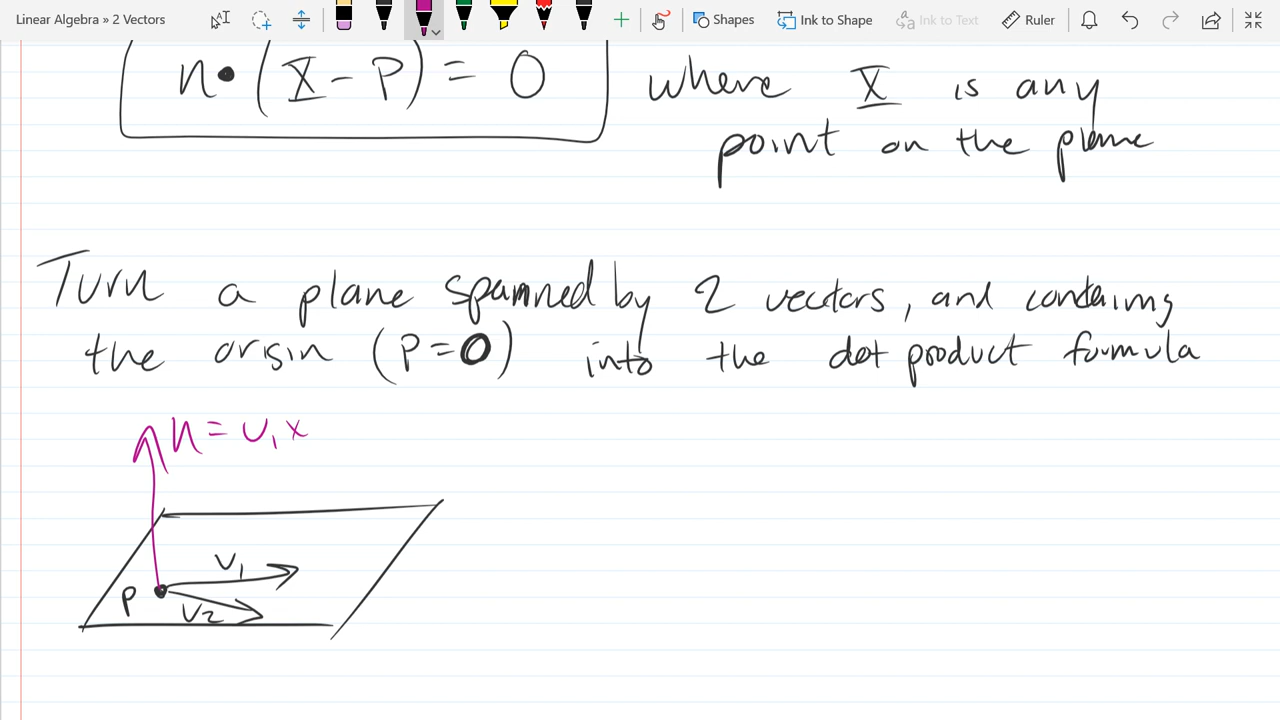 Linear Algebra » 2 Vectors
Shapes
Ink to Shape
Ink to Text
Ruler
n • (X - P) = 0
where X is any
point on the plane
Turn a plane spanned by 2 vectors, and containing
the origin (P=0) into the dot product formula
n = v₁ x
v₁
P
v2